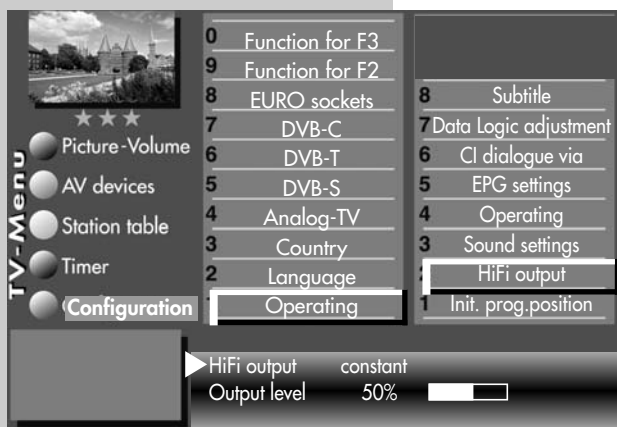 TV-Menu
Picture-Volume
AV devices
Station table
Timer
Configuration
0 Function for F3
9 Function for F2
8 EURO sockets
7 DVB-C
6 DVB-T
5 DVB-S
4 Analog-TV
3 Country
2 Language
1 Operating
8 Subtitle
7 Data Logic adjustment
6 CI dialogue via
5 EPG settings
4 Operating
3 Sound settings
2 HiFi output
1 Init. prog.position
HiFi output constant
Output level 50%